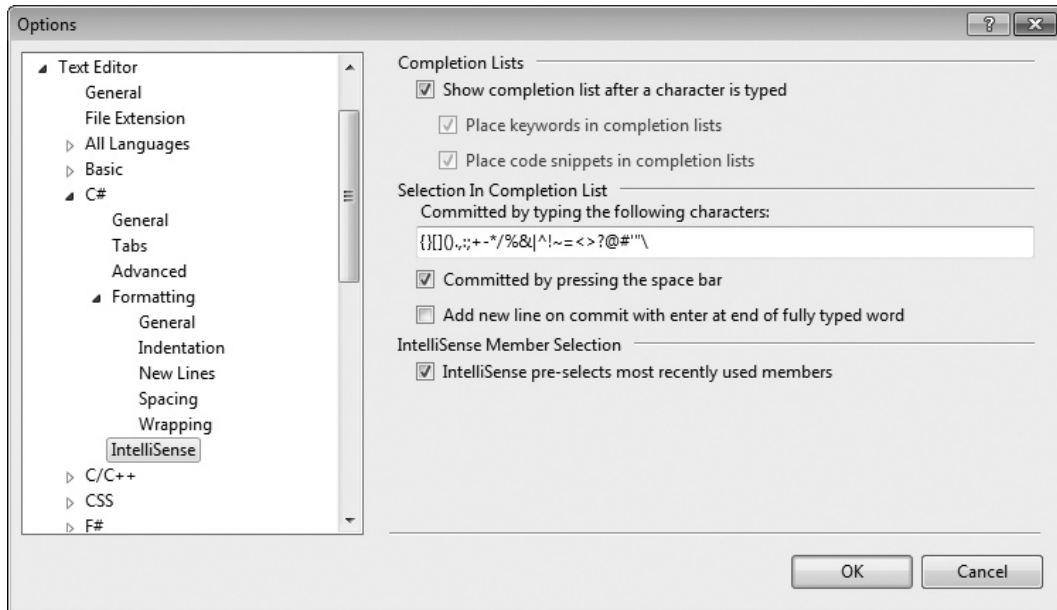 Options
Text Editor
General
File Extension
All Languages
Basic
C#
General
Tabs
Advanced
Formatting
General
Indentation
New Lines
Spacing
Wrapping
IntelliSense
C/C++
CSS
F#
Completion Lists
Show completion list after a character is typed
Place keywords in completion lists
Place code snippets in completion lists
Selection In Completion List
Committed by typing the following characters:
{}[]().,:;+-*/%&|^!~=<>?@#'"\
Committed by pressing the space bar
Add new line on commit with enter at end of fully typed word
IntelliSense Member Selection
IntelliSense pre-selects most recently used members
OK
Cancel